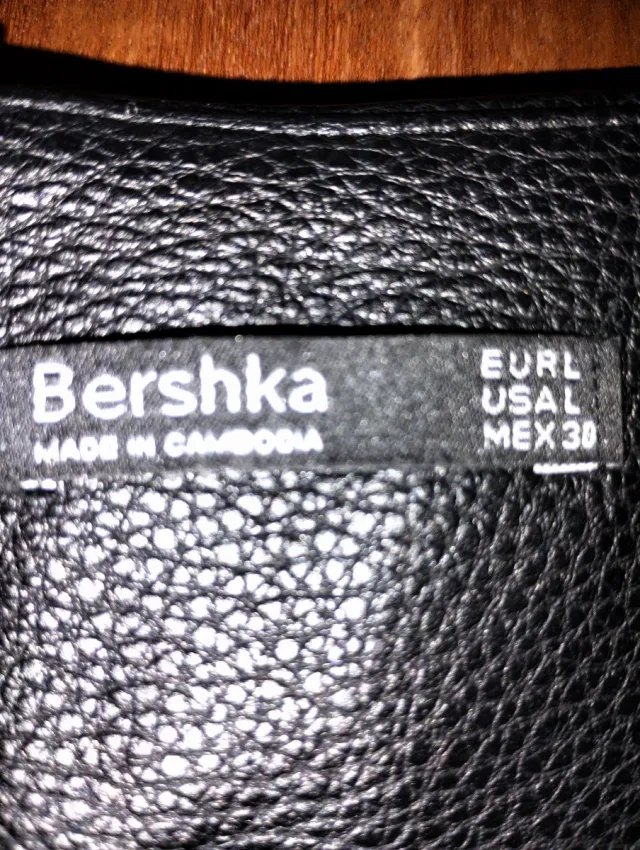 Bershka
MADE IN CAMBODIA
EUR L
USA L
MEX 30